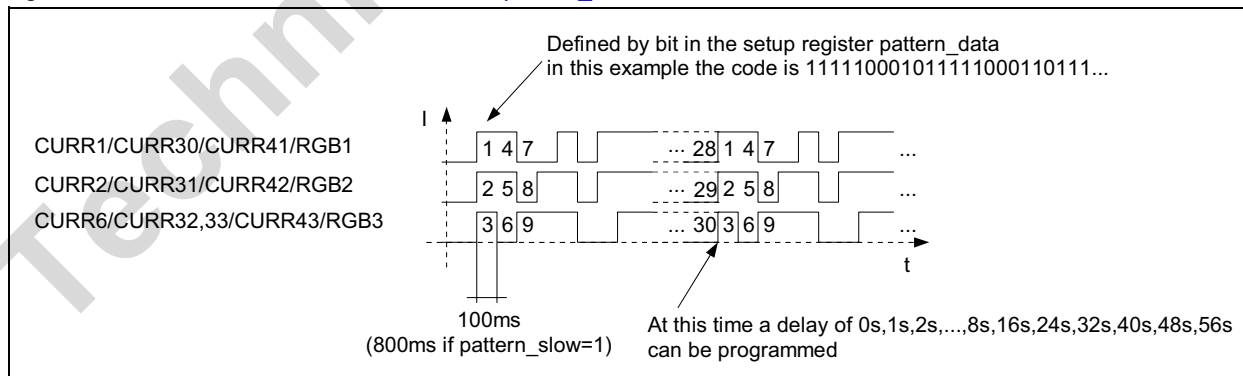 Techn
Defined by bit in the setup register pattern_data
in this example the code is 111110001011111000110111...
I
CURR1/CURR30/CURR41/RGB1
1 4 7 ... 28 1 4 7 ...
CURR2/CURR31/CURR42/RGB2
2 5 8 ... 29 2 5 8 ...
CURR6/CURR32,33/CURR43/RGB3
3 6 9 ... 30 3 6 9 ...
t
100ms
(800ms if pattern_slow=1)
At this time a delay of 0s,1s,2s,...,8s,16s,24s,32s,40s,48s,56s
can be programmed